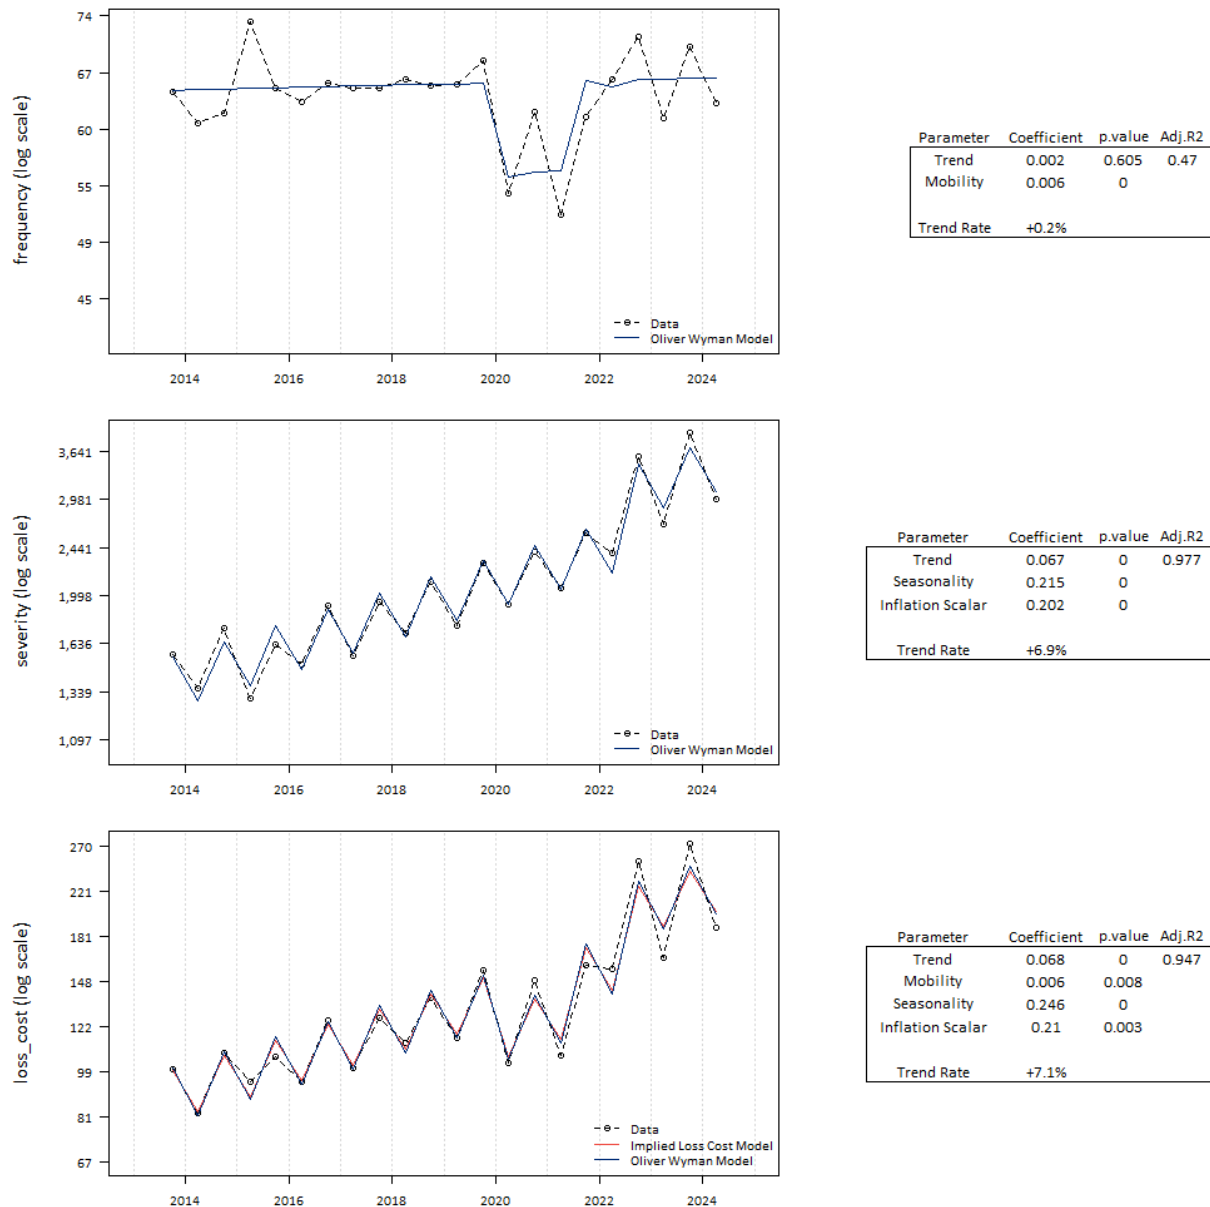 frequency (log scale)
74
67
60
55
49
45
Data
Oliver Wyman Model
2014 2016 2018 2020 2022 2024
Parameter Coefficient p.value Adj.R2
Trend 0.002 0.605 0.47
Mobility 0.006 0
Trend Rate +0.2%
severity (log scale)
3,641
2,981
2,441
1,998
1,636
1,339
1,097
Data
Oliver Wyman Model
2014 2016 2018 2020 2022 2024
Parameter Coefficient p.value Adj.R2
Trend 0.067 0 0.977
Seasonality 0.215 0
Inflation Scalar 0.202 0
Trend Rate +6.9%
loss_cost (log scale)
270
221
181
148
122
99
81
67
Data
Implied Loss Cost Model
Oliver Wyman Model
2014 2016 2018 2020 2022 2024
Parameter Coefficient p.value Adj.R2
Trend 0.068 0 0.947
Mobility 0.006 0.008
Seasonality 0.246 0
Inflation Scalar 0.21 0.003
Trend Rate +7.1%